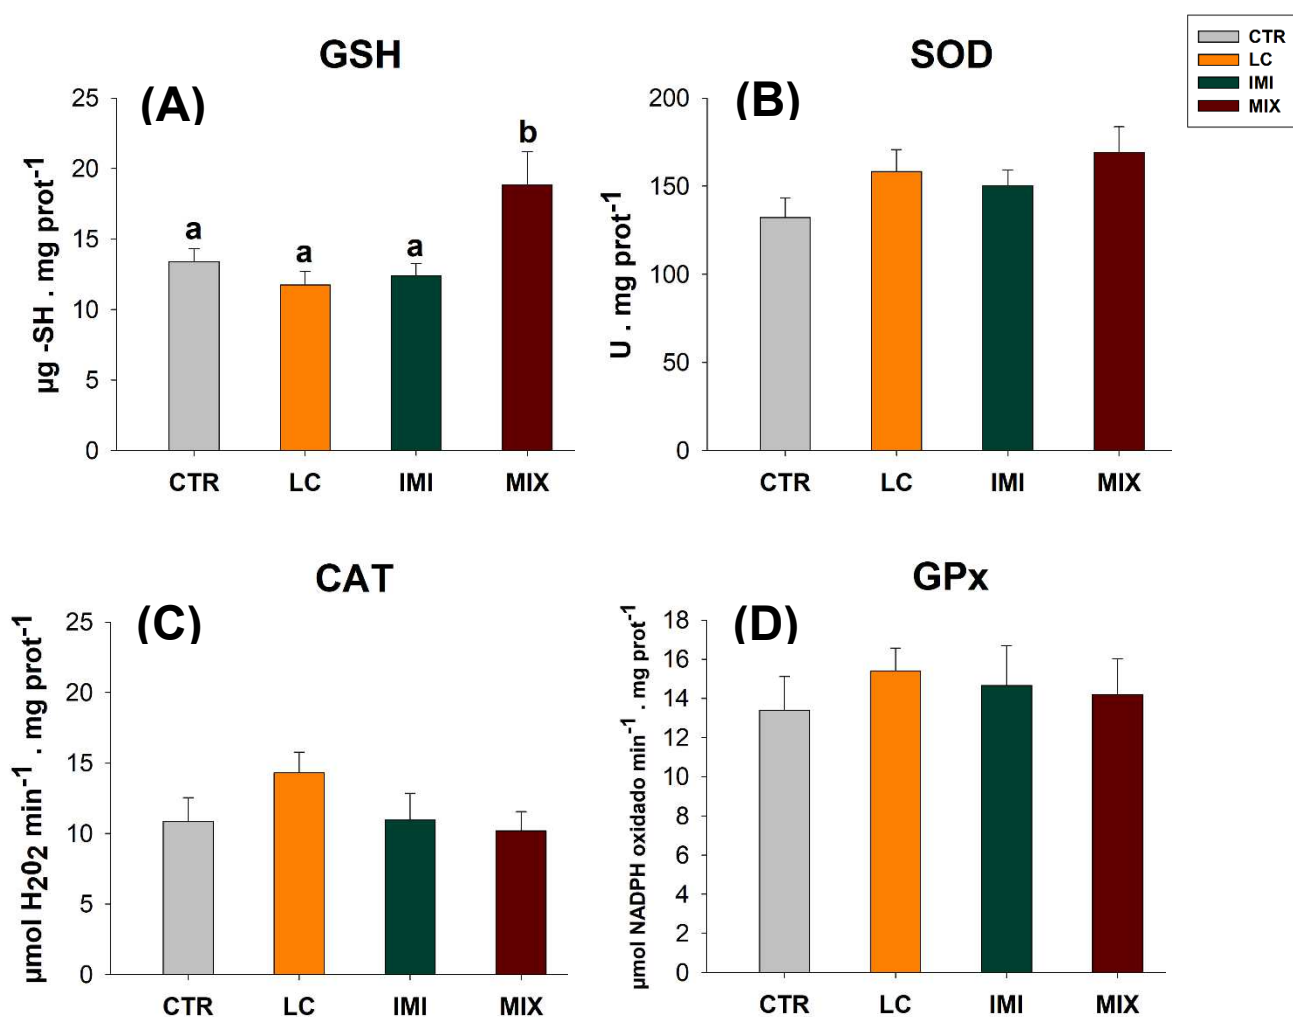 GSH
(A)
25
20
15
10
5
0
µg -SH . mg prot⁻¹
a
a
a
b
CTR LC IMI MIX
SOD
(B)
200
150
100
50
0
U . mg prot⁻¹
CTR LC IMI MIX
CTR
LC
IMI
MIX
CAT
(C)
25
20
15
10
5
0
µmol H₂0₂ min⁻¹ . mg prot⁻¹
CTR LC IMI MIX
GPx
(D)
18
16
14
12
10
8
6
4
2
0
µmol NADPH oxidado min⁻¹ . mg prot⁻¹
CTR LC IMI MIX